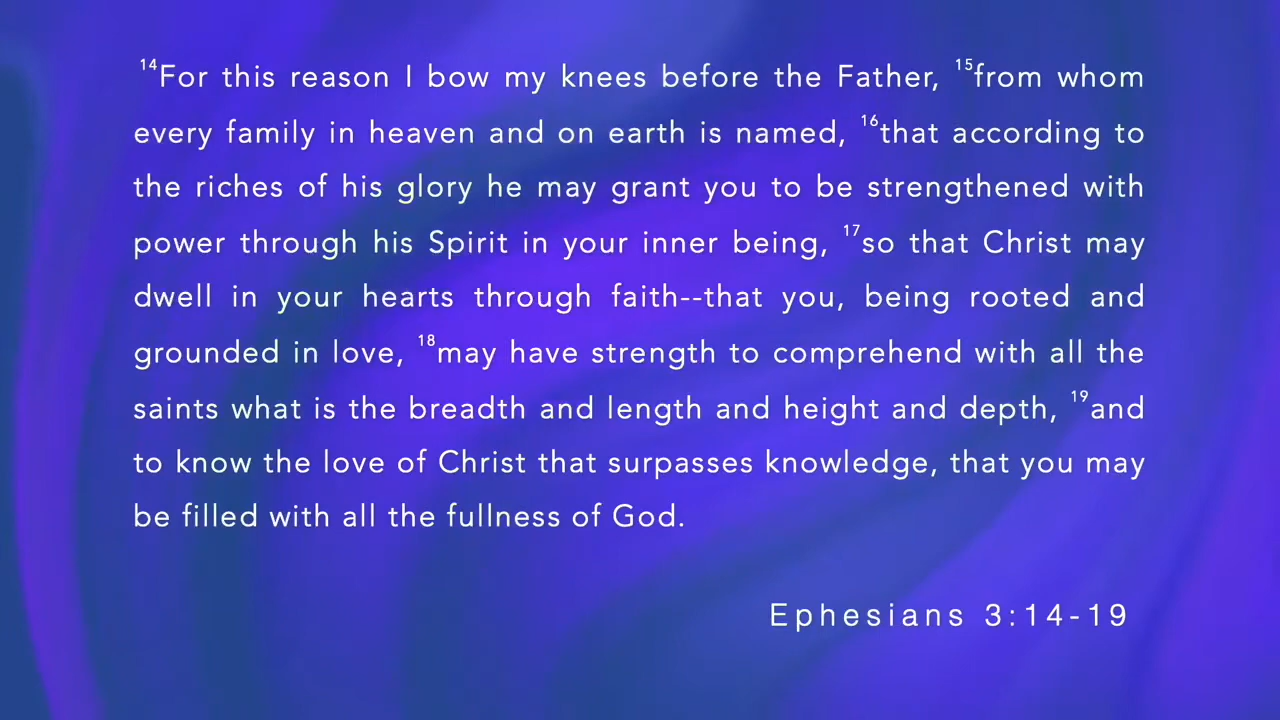 14For this reason I bow my knees before the Father, 15from whom
every family in heaven and on earth is named, 16that according to
the riches of his glory he may grant you to be strengthened with
power through his Spirit in your inner being, 17so that Christ may
dwell in your hearts through faith--that you, being rooted and
grounded in love, 18may have strength to comprehend with all the
saints what is the breadth and length and height and depth, 19and
to know the love of Christ that surpasses knowledge, that you may
be filled with all the fullness of God.
Ephesians 3:14-19